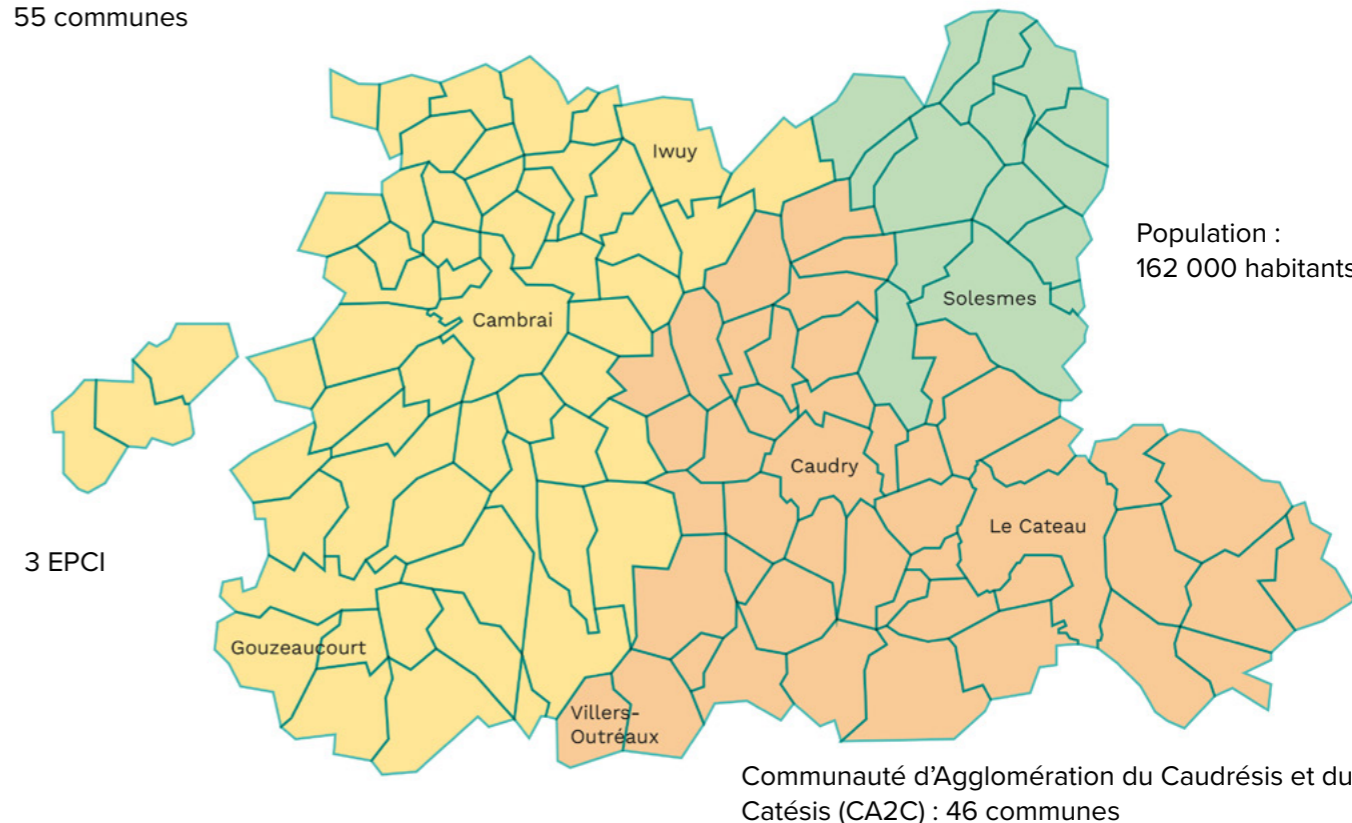 55 communes
Iwuy
Population :
162 000 habitants
Solesmes
Cambrai
Caudry
Le Cateau
3 EPCI
Gouzeaucourt
Villers-
Outréaux
Communauté d’Agglomération du Caudrésis et du
Catésis (CA2C) : 46 communes